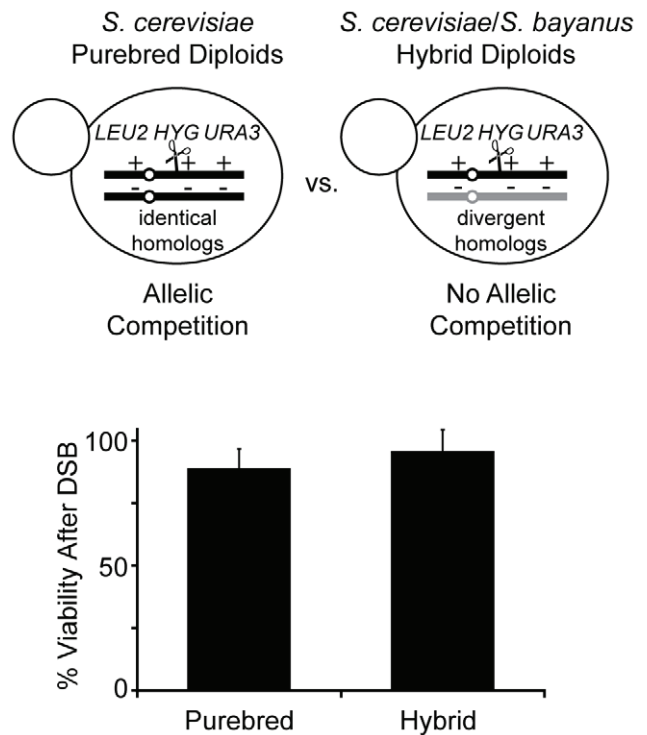 S. cerevisiae
Purebred Diploids
S. cerevisiae/S. bayanus
Hybrid Diploids
LEU2 HYG URA3
+ + +
- - -
identical
homologs
vs.
LEU2 HYG URA3
+ + +
- - -
divergent
homologs
Allelic
Competition
No Allelic
Competition
% Viability After DSB
100
50
0
Purebred
Hybrid